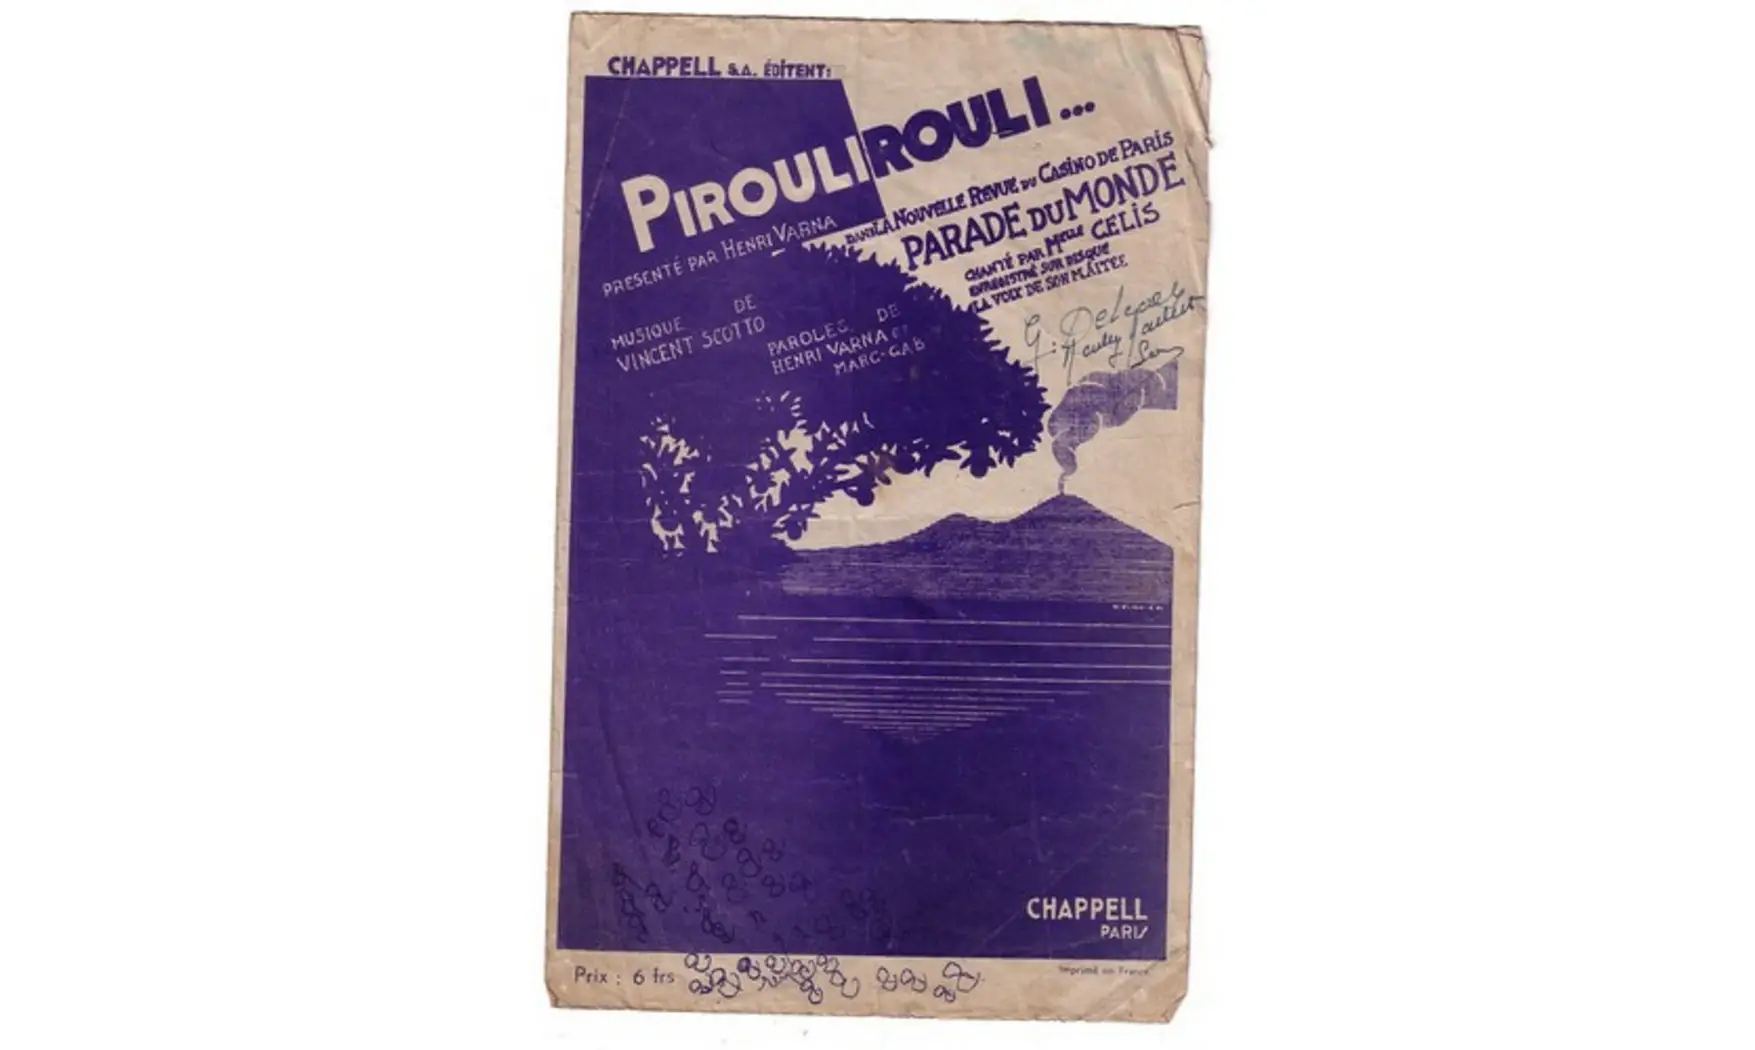 CHAPPELL S.A. ÉDITENT:
PIROULIROULI...
PRESENTÉ PAR HENRI VARNA
DANS LA NOUVELLE REVUE DU CASINO DE PARIS
PARADE DU MONDE
CHANTÉ PAR MELLE CELIS
ENREGISTRÉ SUR DISQUE
LA VOIX DE SON MAÎTRE
MUSIQUE DE
VINCENT SCOTTO
PAROLES DE
HENRI VARNA ET
MARC-CAB
CHAPPELL
PARIS
Prix : 6 frs
Imprimé en France